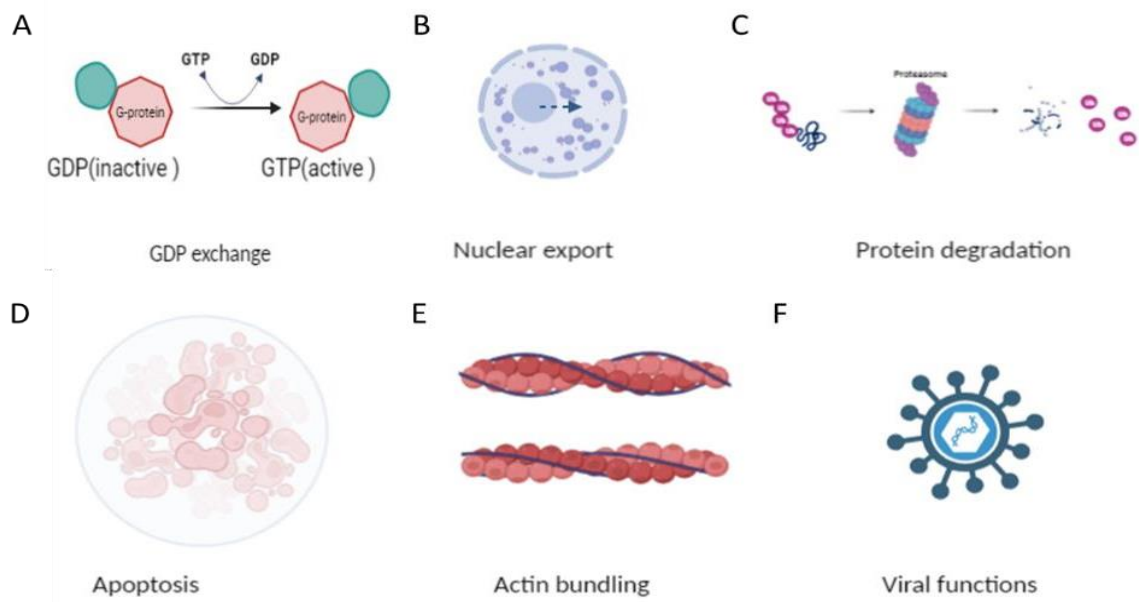 A
GTP GDP
G-protein G-protein
GDP(inactive ) GTP(active )
GDP exchange
B
Nuclear export
C
Proteasome
Protein degradation
D
Apoptosis
E
Actin bundling
F
Viral functions